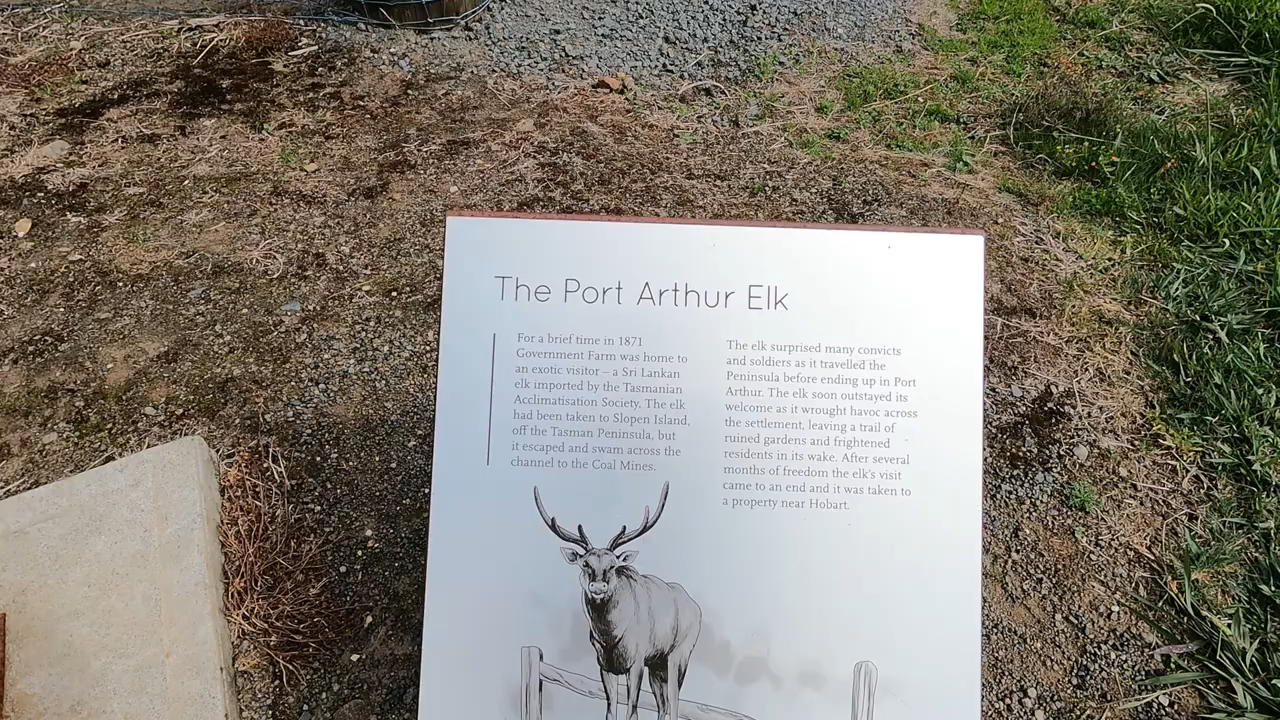 The Port Arthur Elk
For a brief time in 1871
Government Farm was home to
an exotic visitor – a Sri Lankan
elk imported by the Tasmanian
Acclimatisation Society. The elk
had been taken to Slopen Island,
off the Tasman Peninsula, but
it escaped and swam across the
channel to the Coal Mines.
The elk surprised many convicts
and soldiers as it travelled the
Peninsula before ending up in Port
Arthur. The elk soon outstayed its
welcome as it wrought havoc across
the settlement, leaving a trail of
ruined gardens and frightened
residents in its wake. After several
months of freedom the elk's visit
came to an end and it was taken to
a property near Hobart.